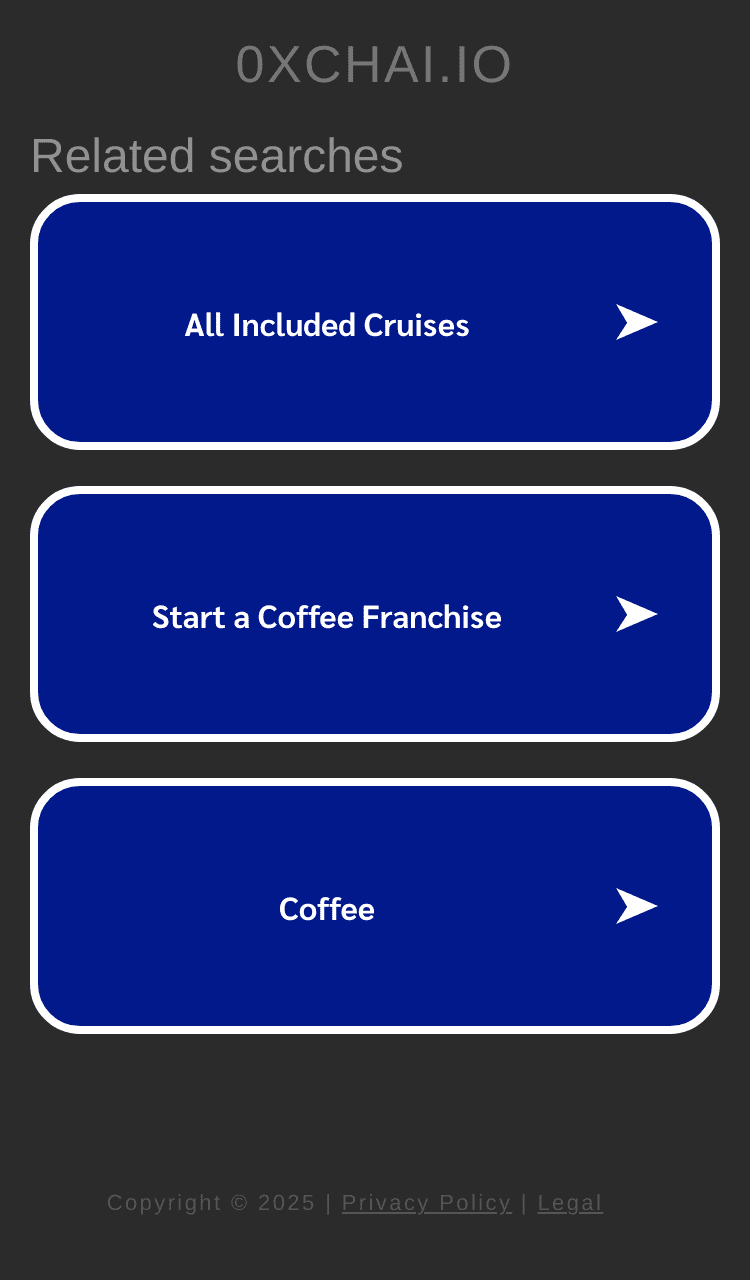 0XCHAI.IO
Related searches
All Included Cruises
Start a Coffee Franchise
Coffee
Copyright © 2025 | Privacy Policy | Legal